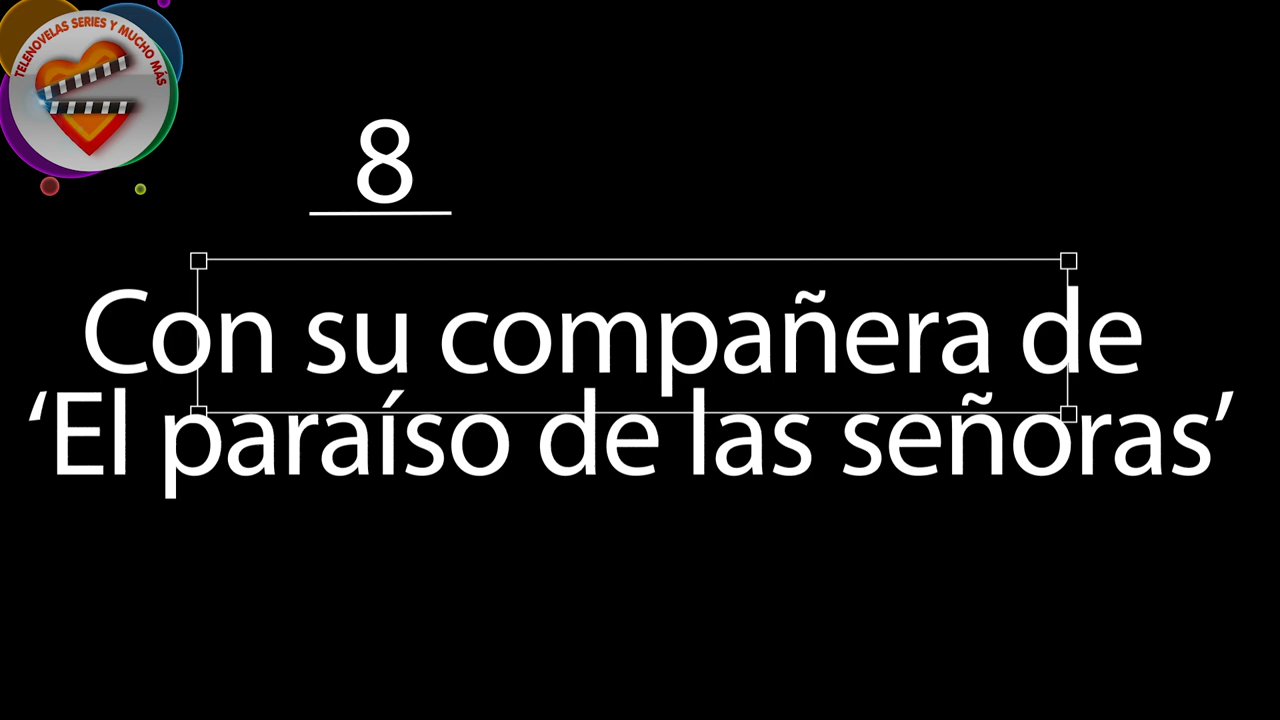 TELENOVELAS SERIES Y MUCHO MÁS
8
Con su compañera de
‘El paraíso de las señoras’